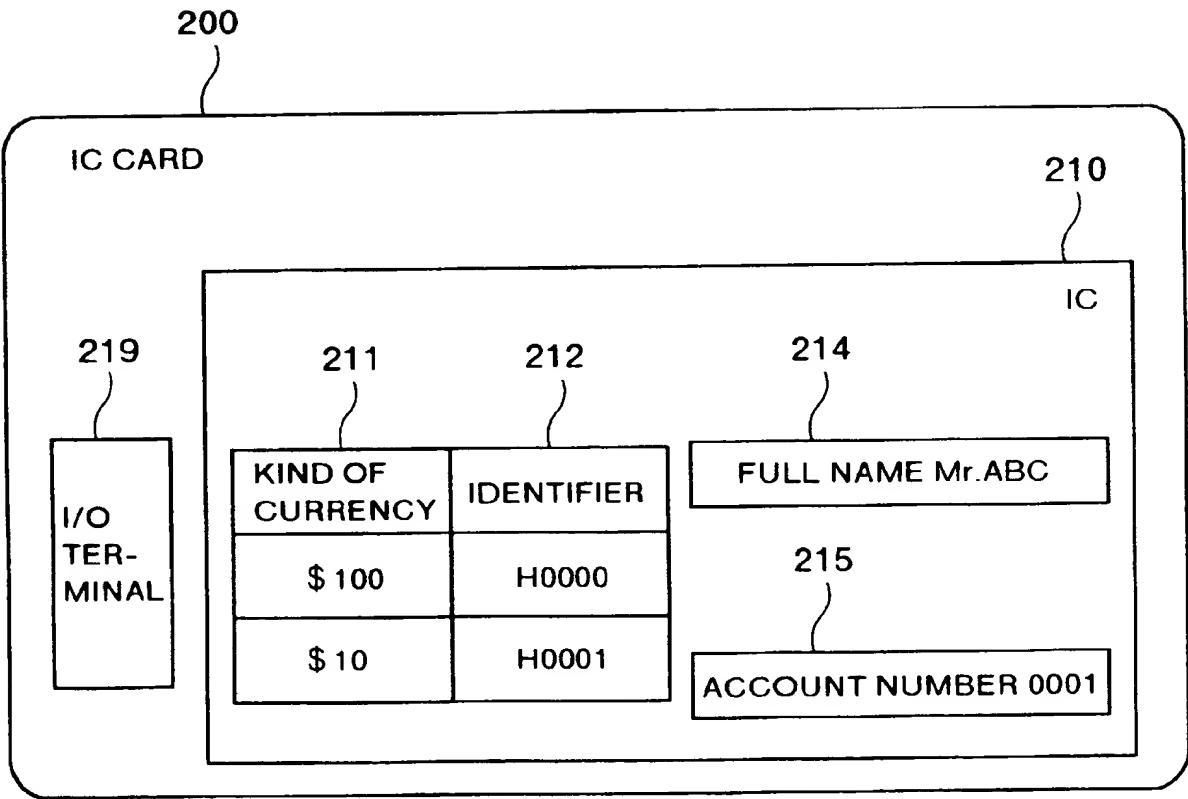 200
IC CARD
210
IC
219
211
212
214
KIND OF
CURRENCY
IDENTIFIER
FULL NAME Mr.ABC
I/O
TER-
MINAL
$ 100
H0000
215
$ 10
H0001
ACCOUNT NUMBER 0001